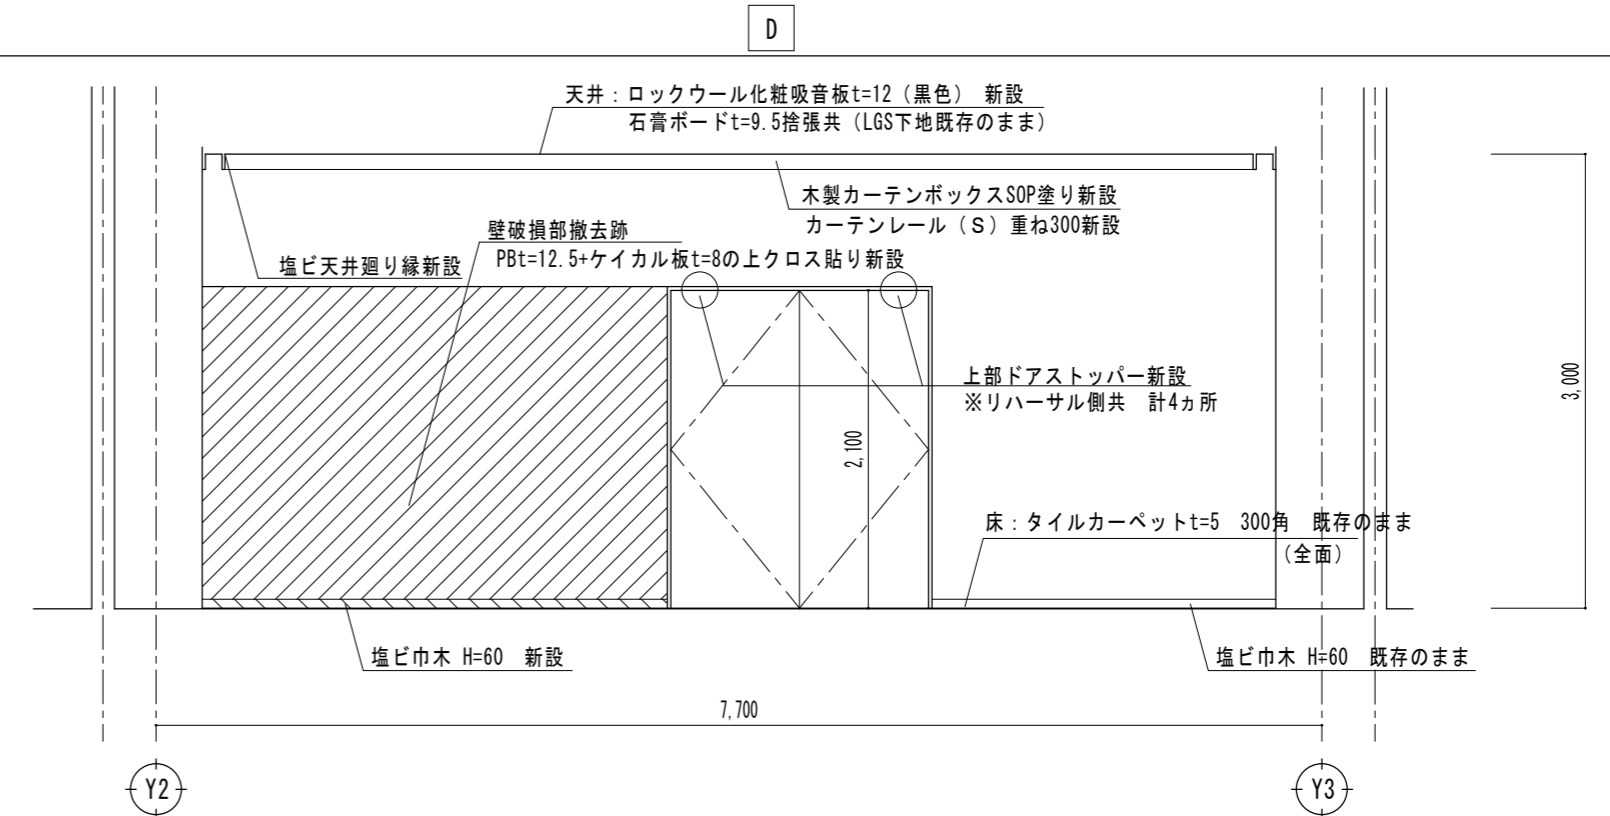 D
天井：ロックウール化粧吸音板t=12（黒色） 新設
石膏ボードt=9.5捨張共（LGS下地既存のまま）
木製カーテンボックスSOP塗り新設
カーテンレール（Ｓ）重ね300新設
壁破損部撤去跡
PBt=12.5+ケイカル板t=8の上クロス貼り新設
塩ビ天井廻り縁新設
上部ドアストッパー新設
※リハーサル側共　計4ヵ所
3,000
2,100
床：タイルカーペットt=5　300角　既存のまま
（全面）
塩ビ巾木 H=60　新設
塩ビ巾木 H=60　既存のまま
7,700
Y2
Y3